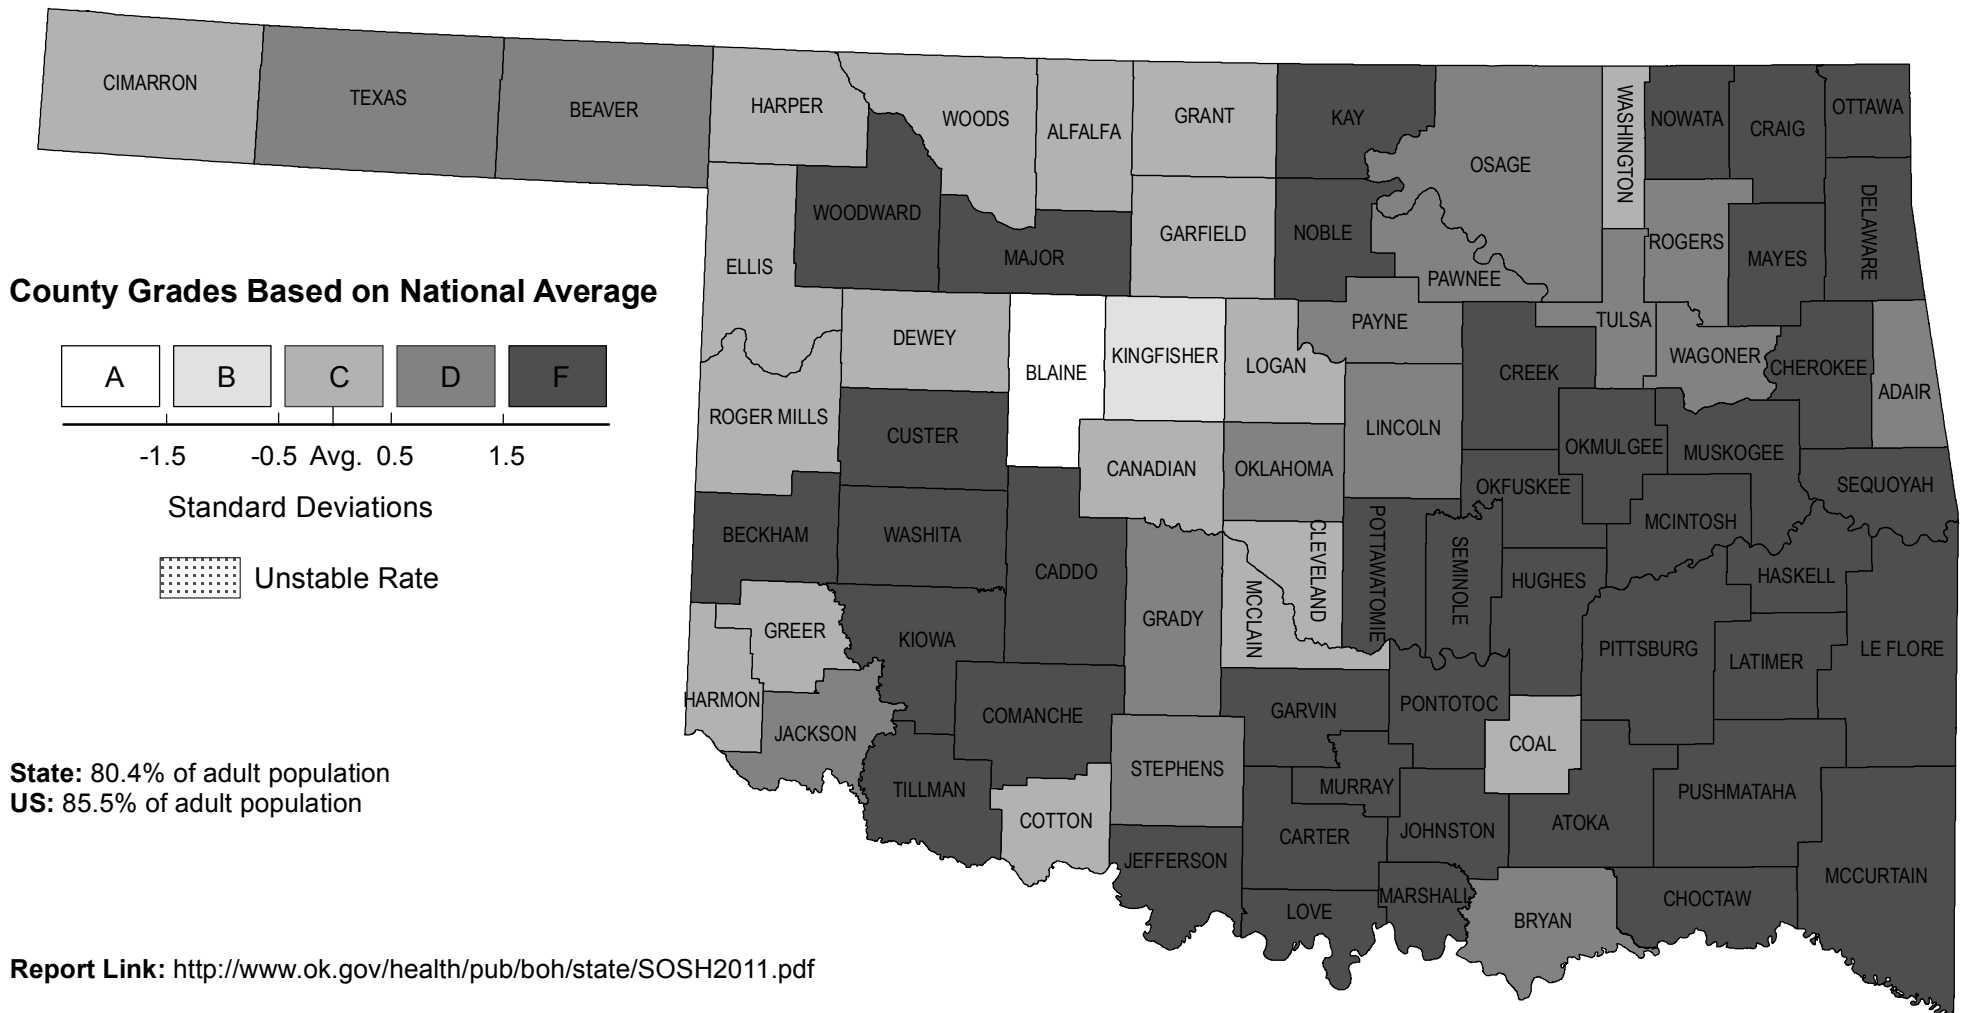 CIMARRON
TEXAS
BEAVER
HARPER
WOODS
ALFALFA
GRANT
KAY
OSAGE
WASHINGTON
NOWATA
CRAIG
OTTAWA
WOODWARD
MAJOR
GARFIELD
NOBLE
PAWNEE
ROGERS
MAYES
DELAWARE
ELLIS
County Grades Based on National Average
A B C D F
-1.5 -0.5 Avg. 0.5 1.5
Standard Deviations
Unstable Rate
DEWEY
BLAINE
KINGFISHER
LOGAN
PAYNE
TULSA
WAGONER
CHEROKEE
ADAIR
CREEK
ROGER MILLS
CUSTER
CANADIAN
OKLAHOMA
LINCOLN
OKMULGEE
MUSKOGEE
SEQUOYAH
OKFUSKEE
MCINTOSH
BECKHAM
WASHITA
CADDO
GRADY
CLEVELAND
MCCLAIN
POTTAWATOMIE
SEMINOLE
HUGHES
HASKELL
GREER
KIOWA
PITTSBURG
LATIMER
LE FLORE
HARMON
JACKSON
COMANCHE
GARVIN
PONTOTOC
COAL
STEPHENS
TILLMAN
MURRAY
PUSHMATAHA
COTTON
CARTER
JOHNSTON
ATOKA
JEFFERSON
MCCURTAIN
LOVE
MARSHALL
BRYAN
CHOCTAW
State: 80.4% of adult population
US: 85.5% of adult population
Report Link: http://www.ok.gov/health/pub/boh/state/SOSH2011.pdf